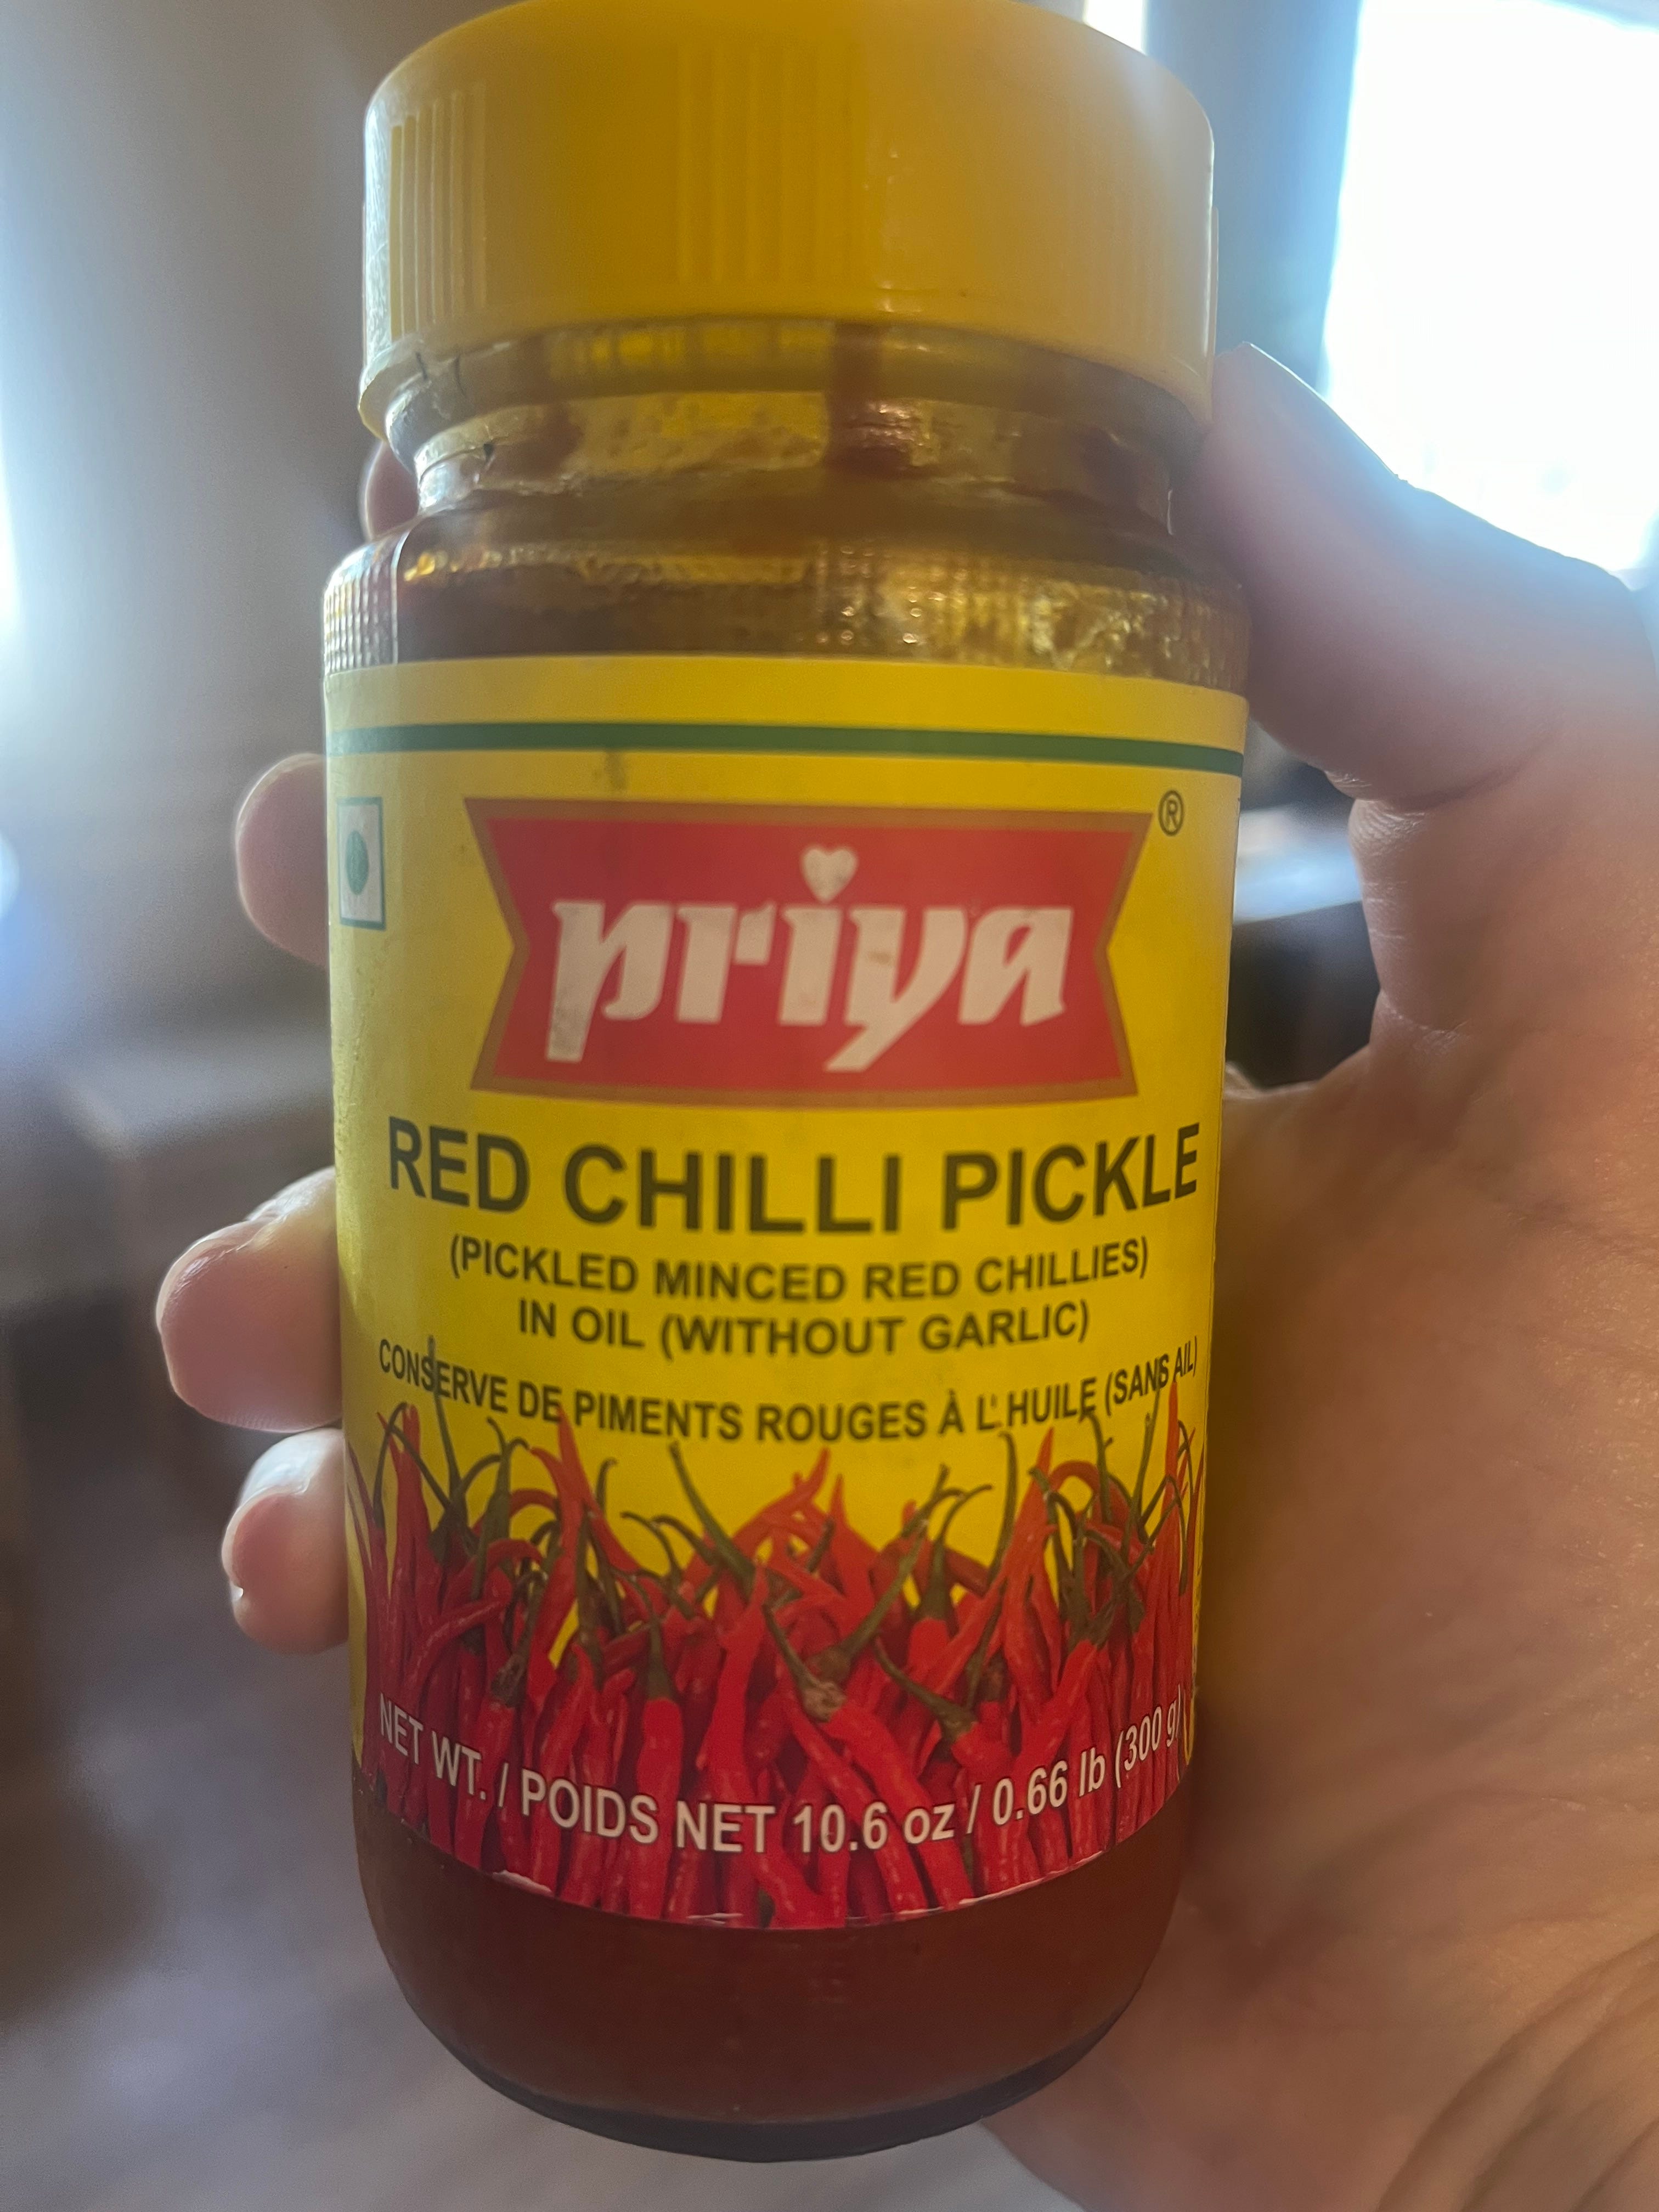 ®
priya
RED CHILLI PICKLE
(PICKLED MINCED RED CHILLIES)
IN OIL (WITHOUT GARLIC)
CONSERVE DE PIMENTS ROUGES À L'HUILE (SANS AIL)
NET WT. / POIDS NET 10.6 oz / 0.66 lb (300 g)